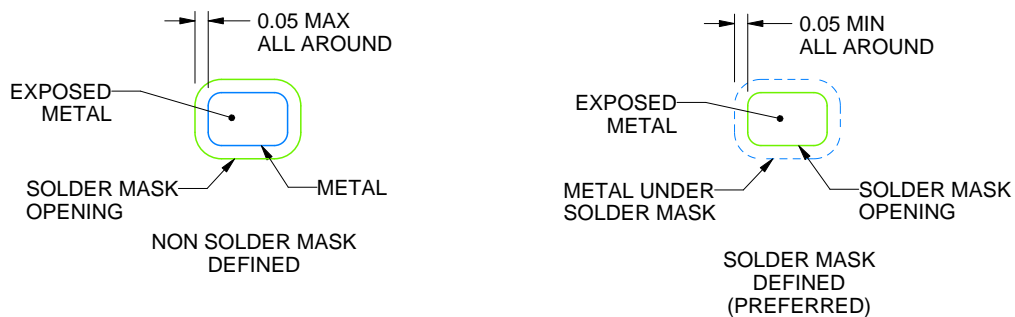 0.05 MAX
ALL AROUND
EXPOSED
METAL
SOLDER MASK
OPENING
METAL
NON SOLDER MASK
DEFINED
0.05 MIN
ALL AROUND
EXPOSED
METAL
METAL UNDER
SOLDER MASK
SOLDER MASK
OPENING
SOLDER MASK
DEFINED
(PREFERRED)